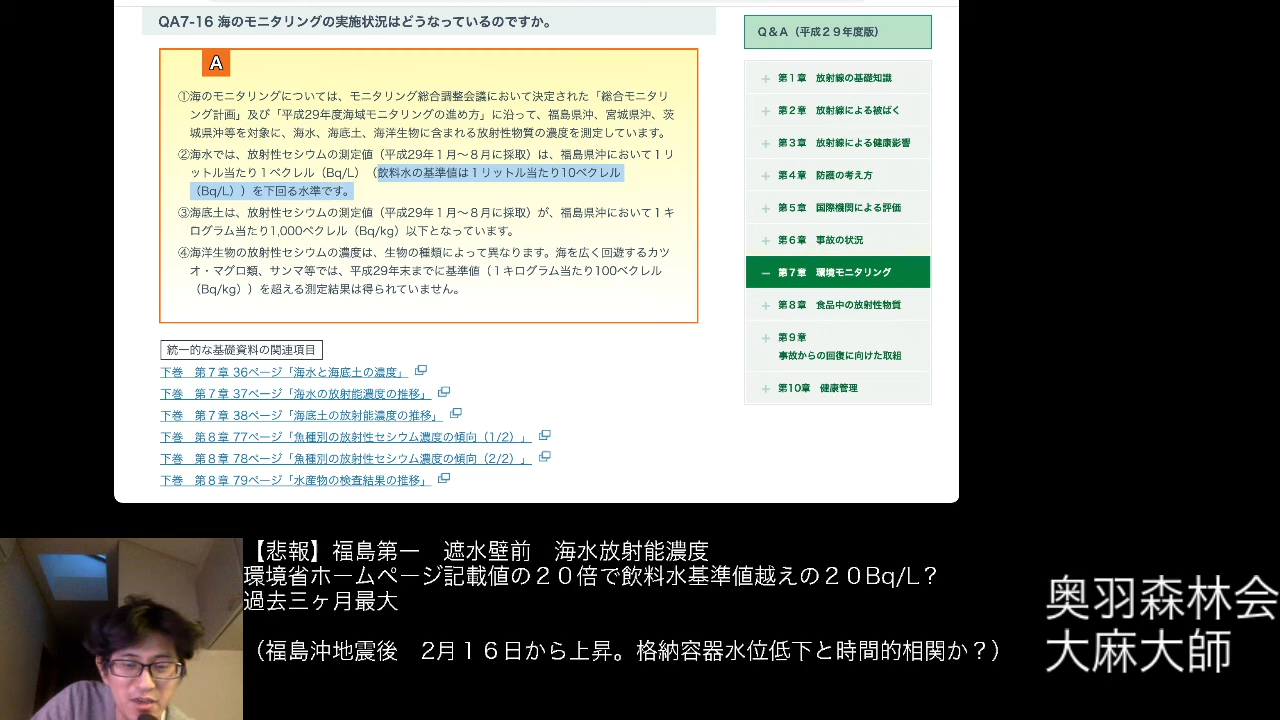 QA7-16 海のモニタリングの実施状況はどうなっているのですか。
A
①海のモニタリングについては、モニタリング総合調整会議において決定された「総合モニタリ
ング計画」及び「平成29年度海域モニタリングの進め方」に沿って、福島県沖、宮城県沖、茨
城県沖等を対象に、海水、海底土、海洋生物に含まれる放射性物質の濃度を測定しています。
②海水では、放射性セシウムの測定値（平成29年１月〜８月に採取）は、福島県沖において１リ
ットル当たり１ベクレル（Bq/L）（飲料水の基準値は１リットル当たり10ベクレル
（Bq/L））を下回る水準です。
③海底土は、放射性セシウムの測定値（平成29年１月〜８月に採取）が、福島県沖において１キ
ログラム当たり1,000ベクレル（Bq/kg）以下となっています。
④海洋生物の放射性セシウムの濃度は、生物の種類によって異なります。海を広く回遊するカツ
オ・マグロ類、サンマ等では、平成29年末までに基準値（１キログラム当たり100ベクレル
（Bq/kg））を超える測定結果は得られていません。
統一的な基礎資料の関連項目
下巻　第７章 36ページ「海水と海底土の濃度」
下巻　第７章 37ページ「海水の放射能濃度の推移」
下巻　第７章 38ページ「海底土の放射能濃度の推移」
下巻　第８章 77ページ「魚種別の放射性セシウム濃度の傾向（1/2）」
下巻　第８章 78ページ「魚種別の放射性セシウム濃度の傾向（2/2）」
下巻　第８章 79ページ「水産物の検査結果の推移」
Ｑ＆Ａ（平成２９年度版）
第１章　放射線の基礎知識
第２章　放射線による被ばく
第３章　放射線による健康影響
第４章　防護の考え方
第５章　国際機関による評価
第６章　事故の状況
第７章　環境モニタリング
第８章　食品中の放射性物質
第９章
事故からの回復に向けた取組
第10章　健康管理
【悲報】福島第一　遮水壁前　海水放射能濃度
環境省ホームページ記載値の２０倍で飲料水基準値越えの２０Bq/L？
過去三ヶ月最大
（福島沖地震後　2月１６日から上昇。格納容器水位低下と時間的相関か？）
奥羽森林会
大麻大師